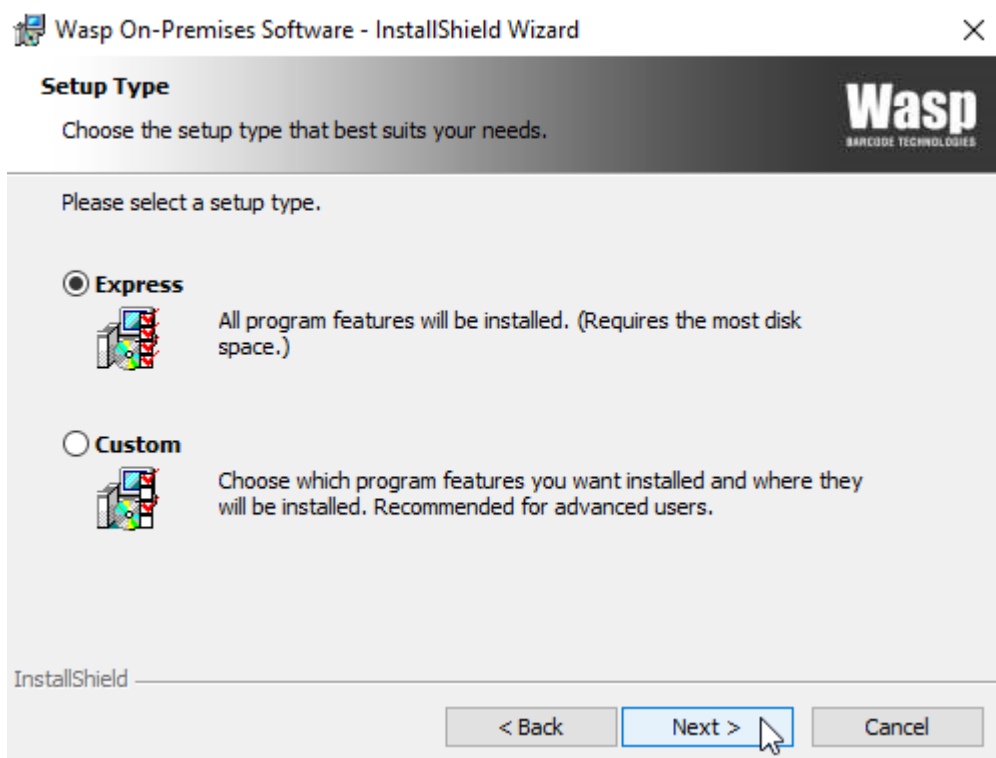 Wasp On-Premises Software - InstallShield Wizard
Setup Type
Choose the setup type that best suits your needs.
Wasp
BARCODE TECHNOLOGIES
Please select a setup type.
Express
All program features will be installed. (Requires the most disk
space.)
Custom
Choose which program features you want installed and where they
will be installed. Recommended for advanced users.
InstallShield
< Back
Next >
Cancel